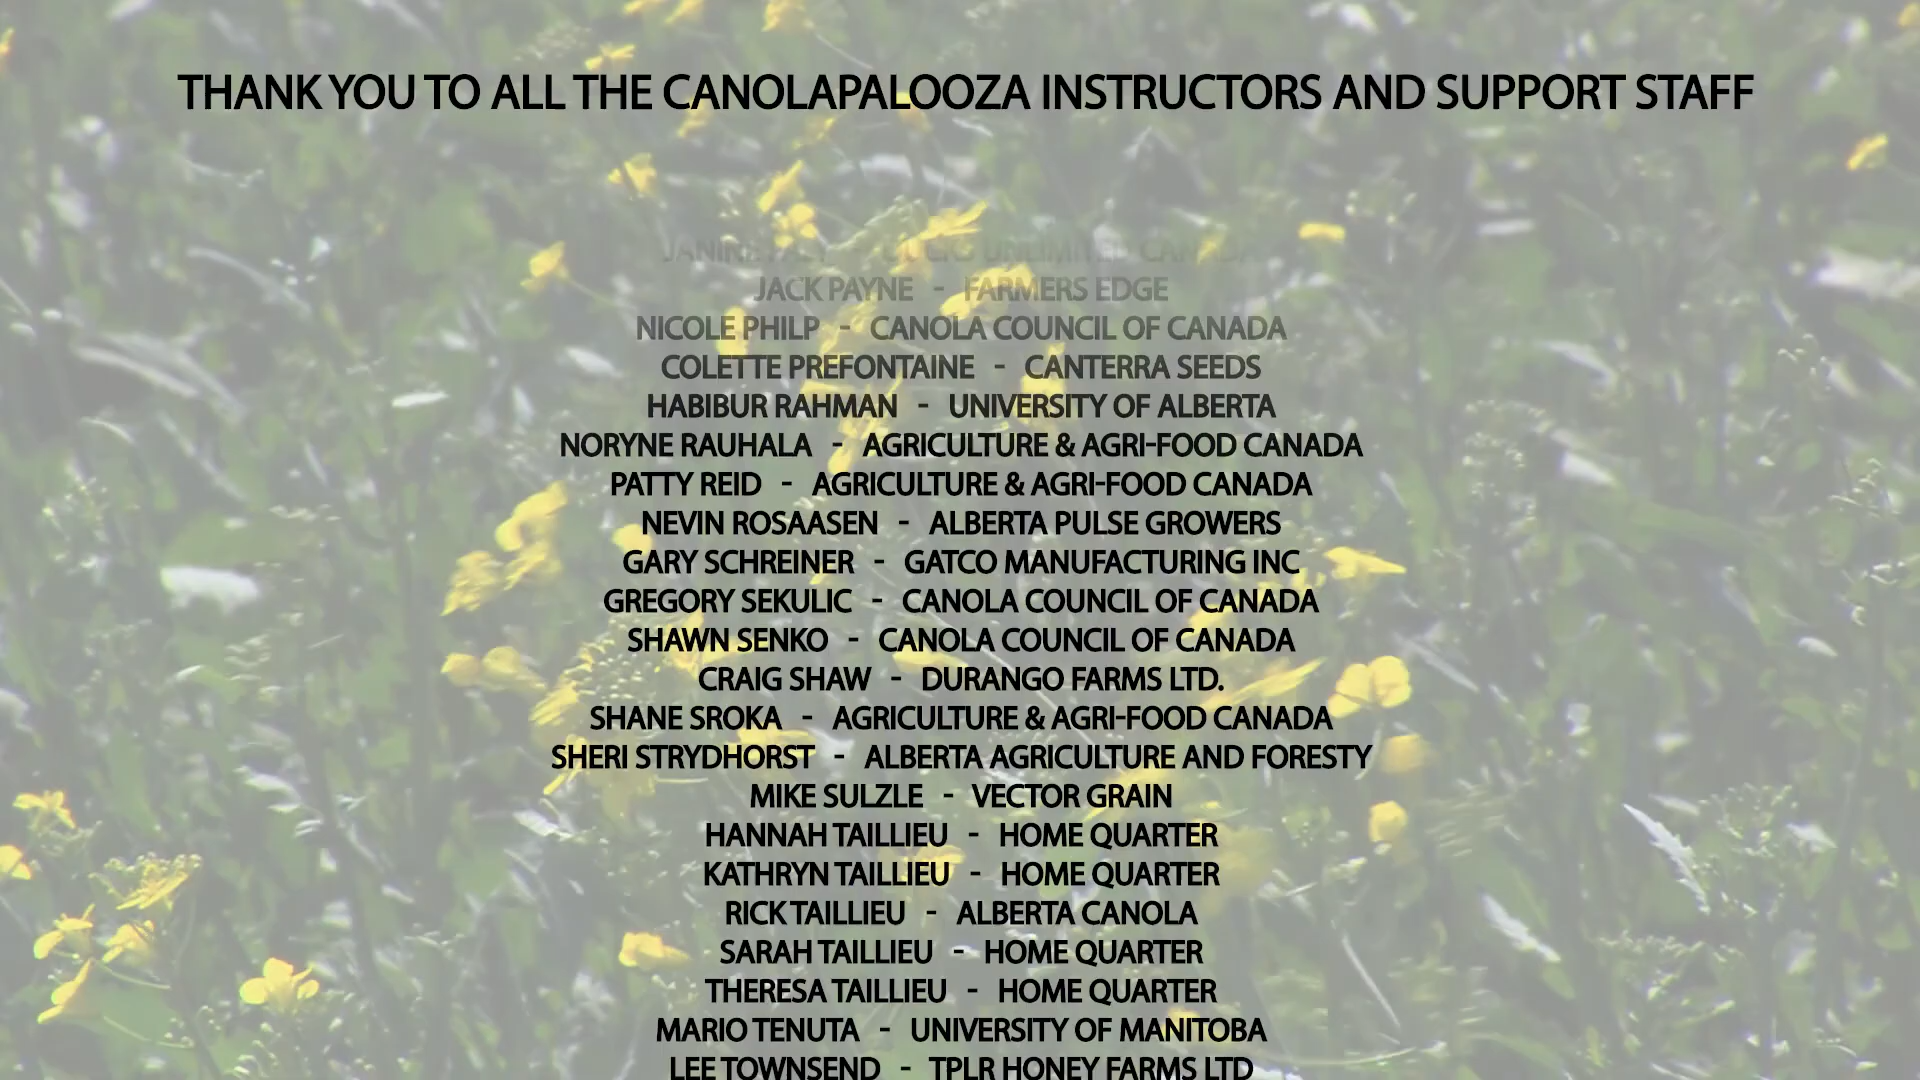 THANK YOU TO ALL THE CANOLAPALOOZA INSTRUCTORS AND SUPPORT STAFF
JANINE PALY - DUCKS UNLIMITED CANADA
JACK PAYNE - FARMERS EDGE
NICOLE PHILP - CANOLA COUNCIL OF CANADA
COLETTE PREFONTAINE - CANTERRA SEEDS
HABIBUR RAHMAN - UNIVERSITY OF ALBERTA
NORYNE RAUHALA - AGRICULTURE & AGRI-FOOD CANADA
PATTY REID - AGRICULTURE & AGRI-FOOD CANADA
NEVIN ROSAASEN - ALBERTA PULSE GROWERS
GARY SCHREINER - GATCO MANUFACTURING INC
GREGORY SEKULIC - CANOLA COUNCIL OF CANADA
SHAWN SENKO - CANOLA COUNCIL OF CANADA
CRAIG SHAW - DURANGO FARMS LTD.
SHANE SROKA - AGRICULTURE & AGRI-FOOD CANADA
SHERI STRYDHORST - ALBERTA AGRICULTURE AND FORESTY
MIKE SULZLE - VECTOR GRAIN
HANNAH TAILLIEU - HOME QUARTER
KATHRYN TAILLIEU - HOME QUARTER
RICK TAILLIEU - ALBERTA CANOLA
SARAH TAILLIEU - HOME QUARTER
THERESA TAILLIEU - HOME QUARTER
MARIO TENUTA - UNIVERSITY OF MANITOBA
LEE TOWNSEND - TPLR HONEY FARMS LTD